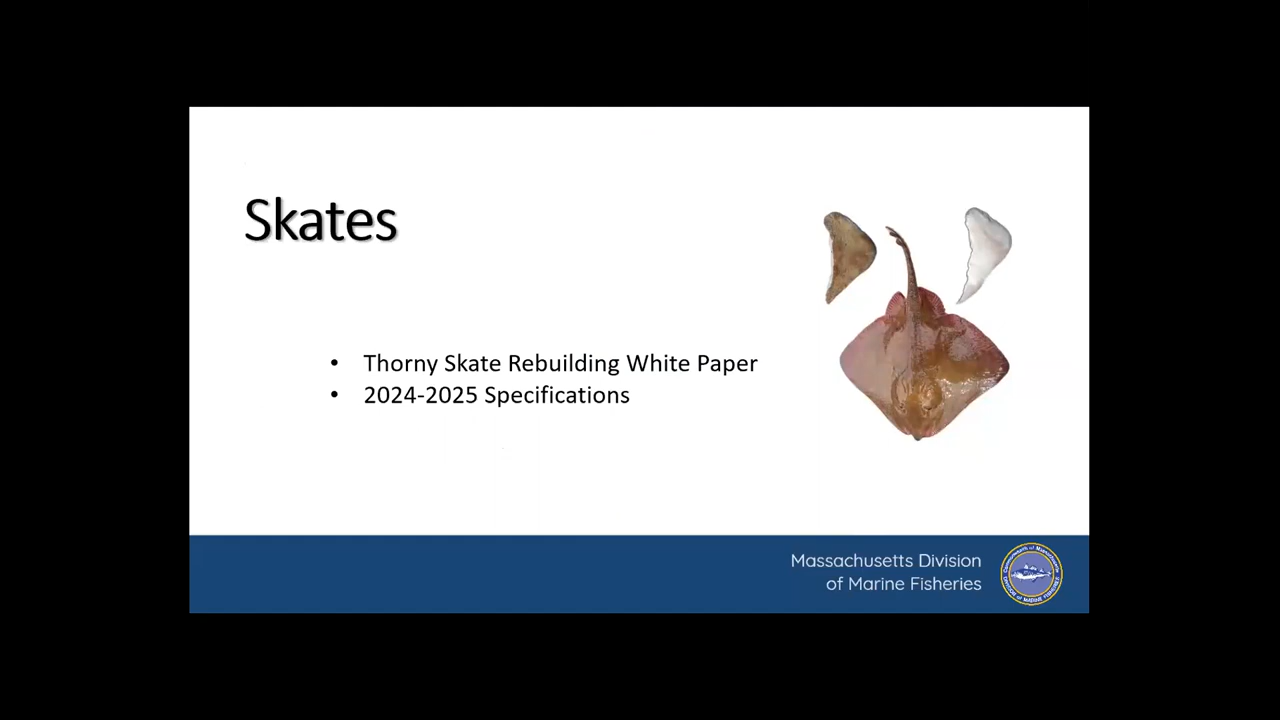 Skates
• Thorny Skate Rebuilding White Paper
• 2024-2025 Specifications
Massachusetts Division
of Marine Fisheries